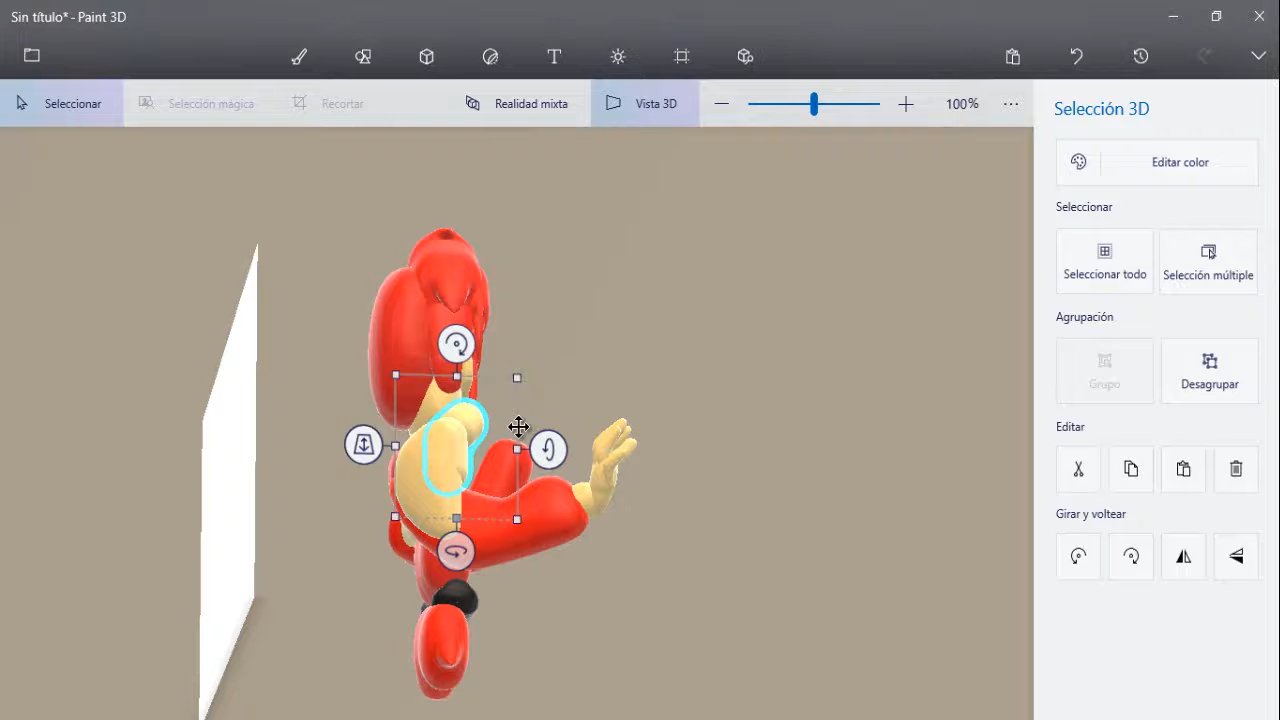 Sin título* - Paint 3D
Seleccionar
Selección mágica
Recortar
Realidad mixta
Vista 3D
100%
Selección 3D
Editar color
Seleccionar
Seleccionar todo
Selección múltiple
Agrupación
Grupo
Desagrupar
Editar
Girar y voltear